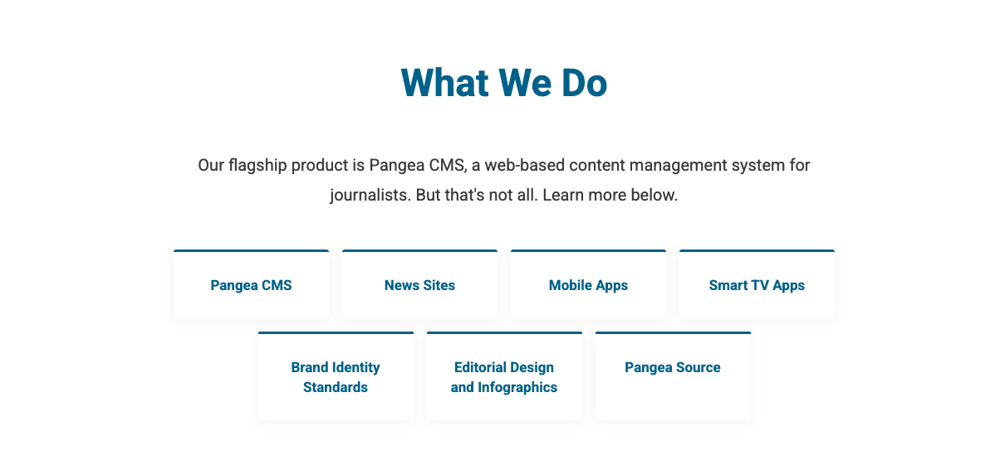 What We Do
Our flagship product is Pangea CMS, a web-based content management system for
journalists. But that's not all. Learn more below.
Pangea CMS
News Sites
Mobile Apps
Smart TV Apps
Brand Identity
Standards
Editorial Design
and Infographics
Pangea Source